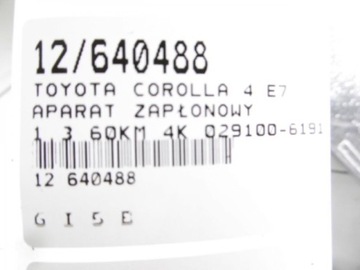 12/640488
TOYOTA COROLLA 4 E7
APARAT ZAPŁONOWY
1 3 60KM 4K 029100-6191
12 640488
G I S B